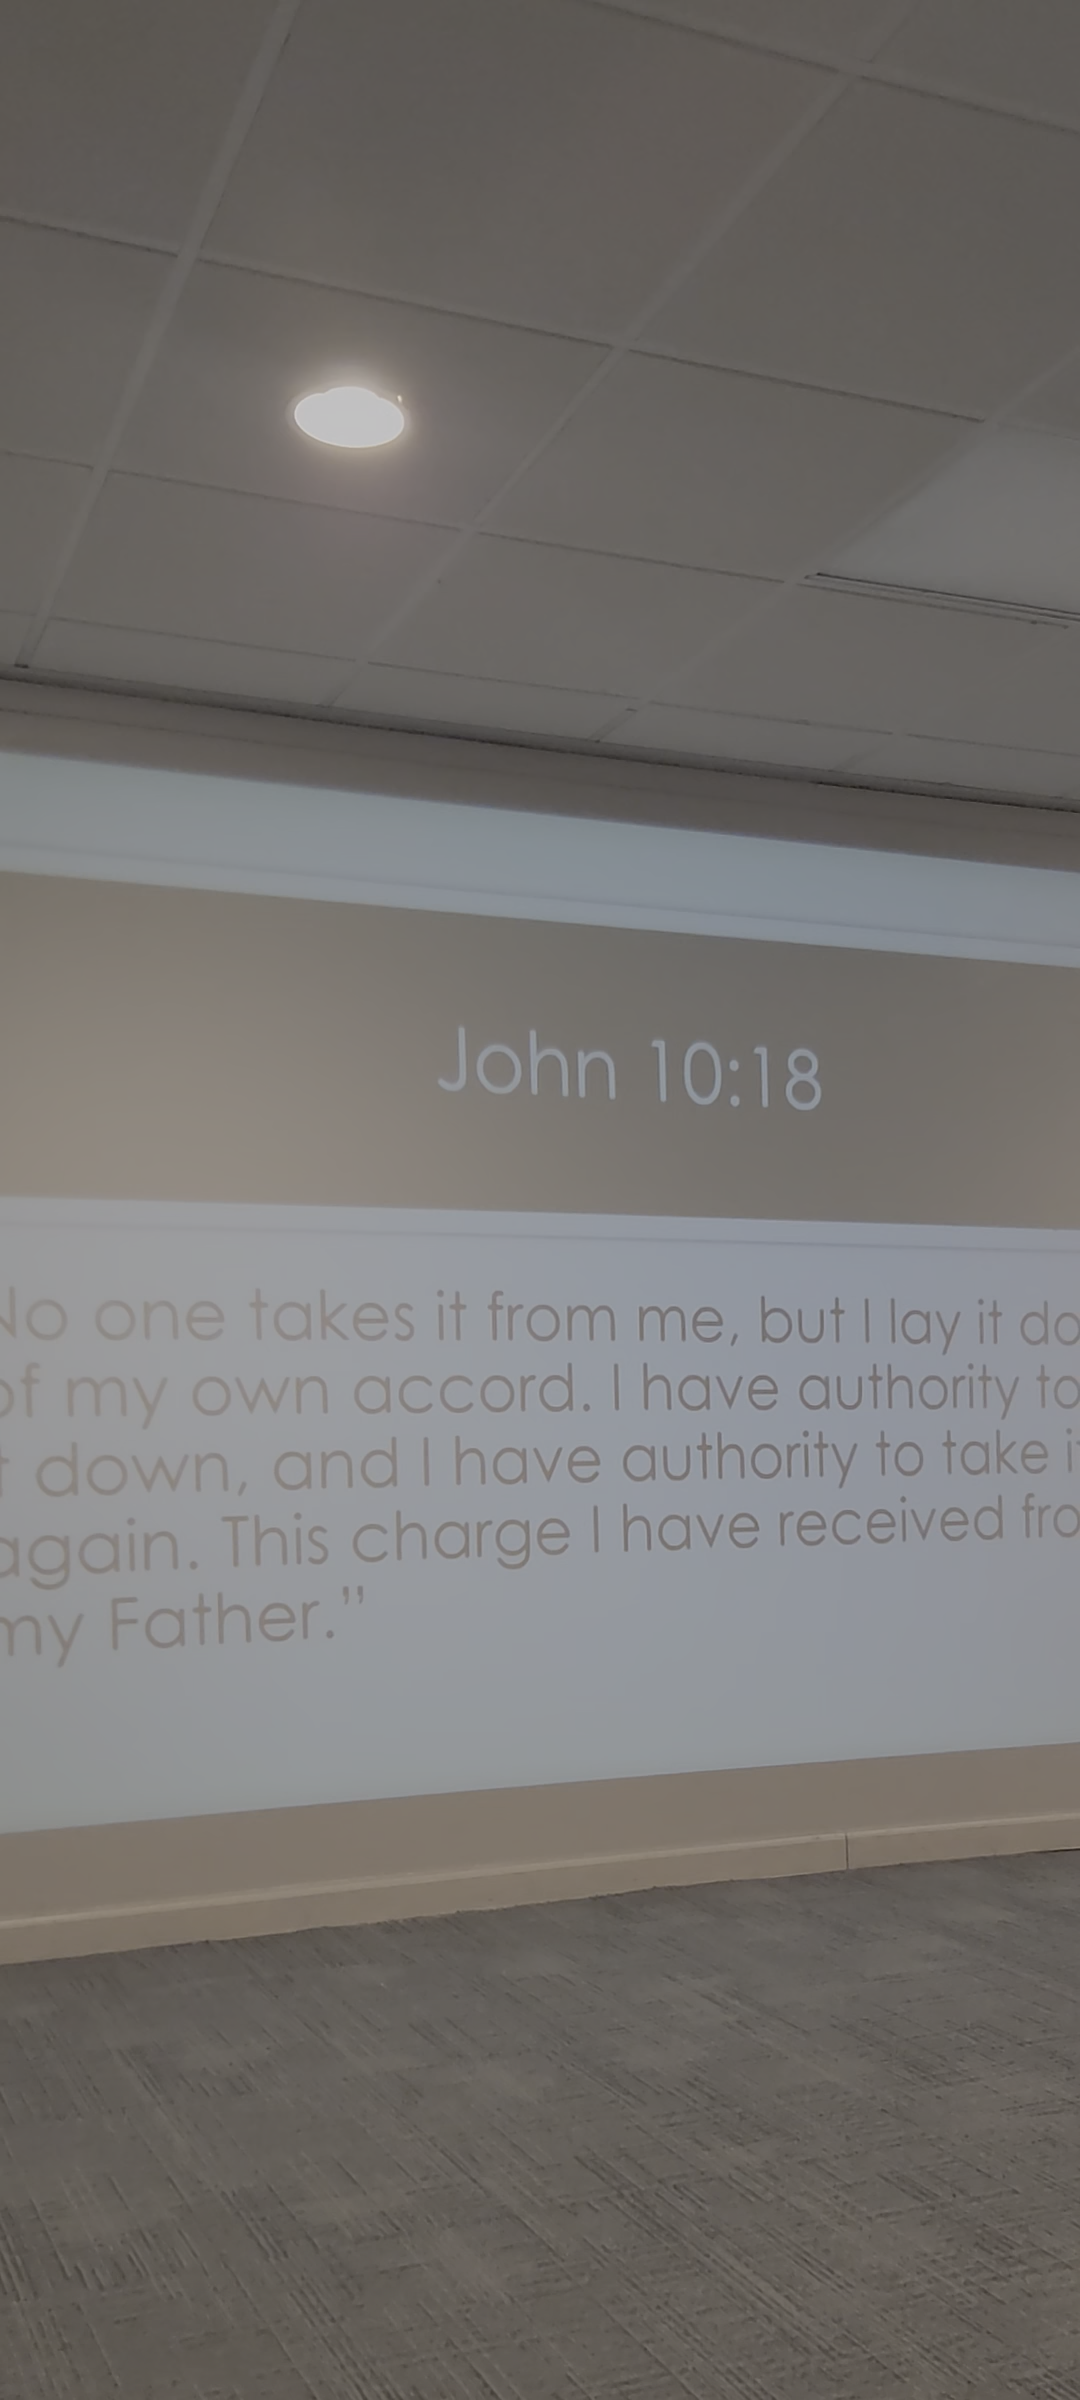 John 10:18
No one takes it from me, but I lay it do
of my own accord. I have authority to
t down, and I have authority to take it
again. This charge I have received fro
my Father.”